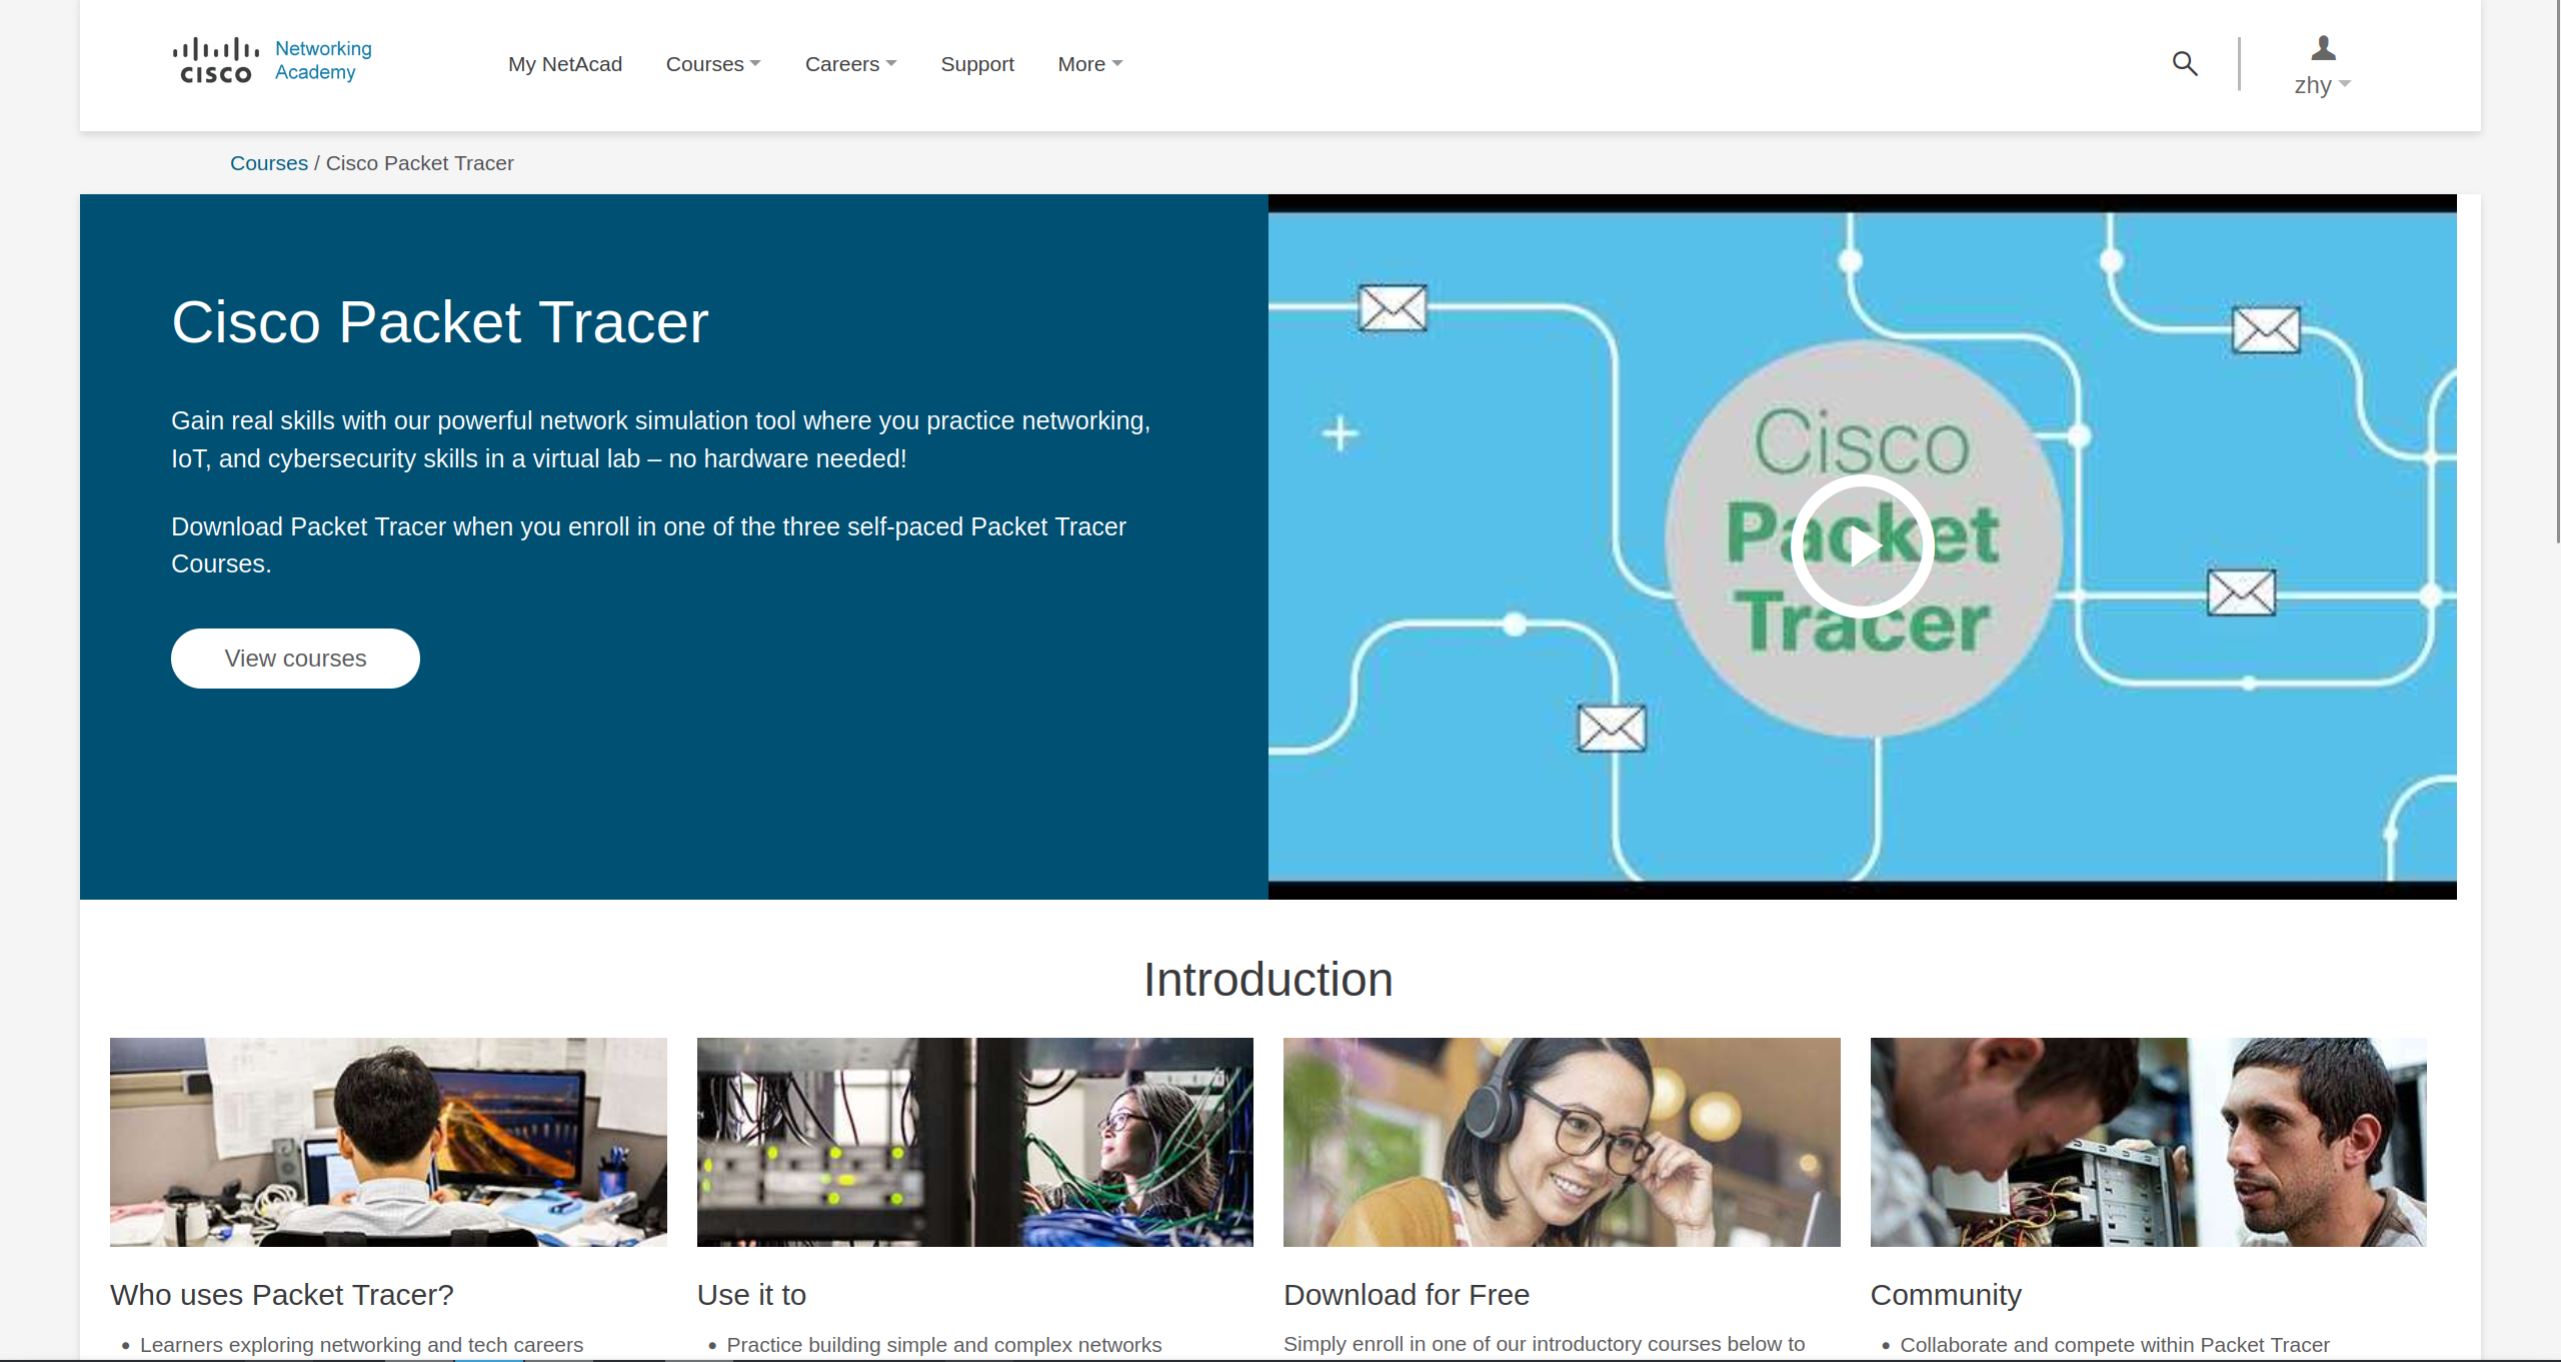 CISCO
Networking
Academy
My NetAcad
Courses
Careers
Support
More
zhy
Courses / Cisco Packet Tracer
Cisco Packet Tracer
Gain real skills with our powerful network simulation tool where you practice networking,
IoT, and cybersecurity skills in a virtual lab – no hardware needed!
Download Packet Tracer when you enroll in one of the three self-paced Packet Tracer
Courses.
View courses
Cisco
Packet
Tracer
Introduction
Who uses Packet Tracer?
• Learners exploring networking and tech careers
Use it to
• Practice building simple and complex networks
Download for Free
Simply enroll in one of our introductory courses below to
Community
• Collaborate and compete within Packet Tracer